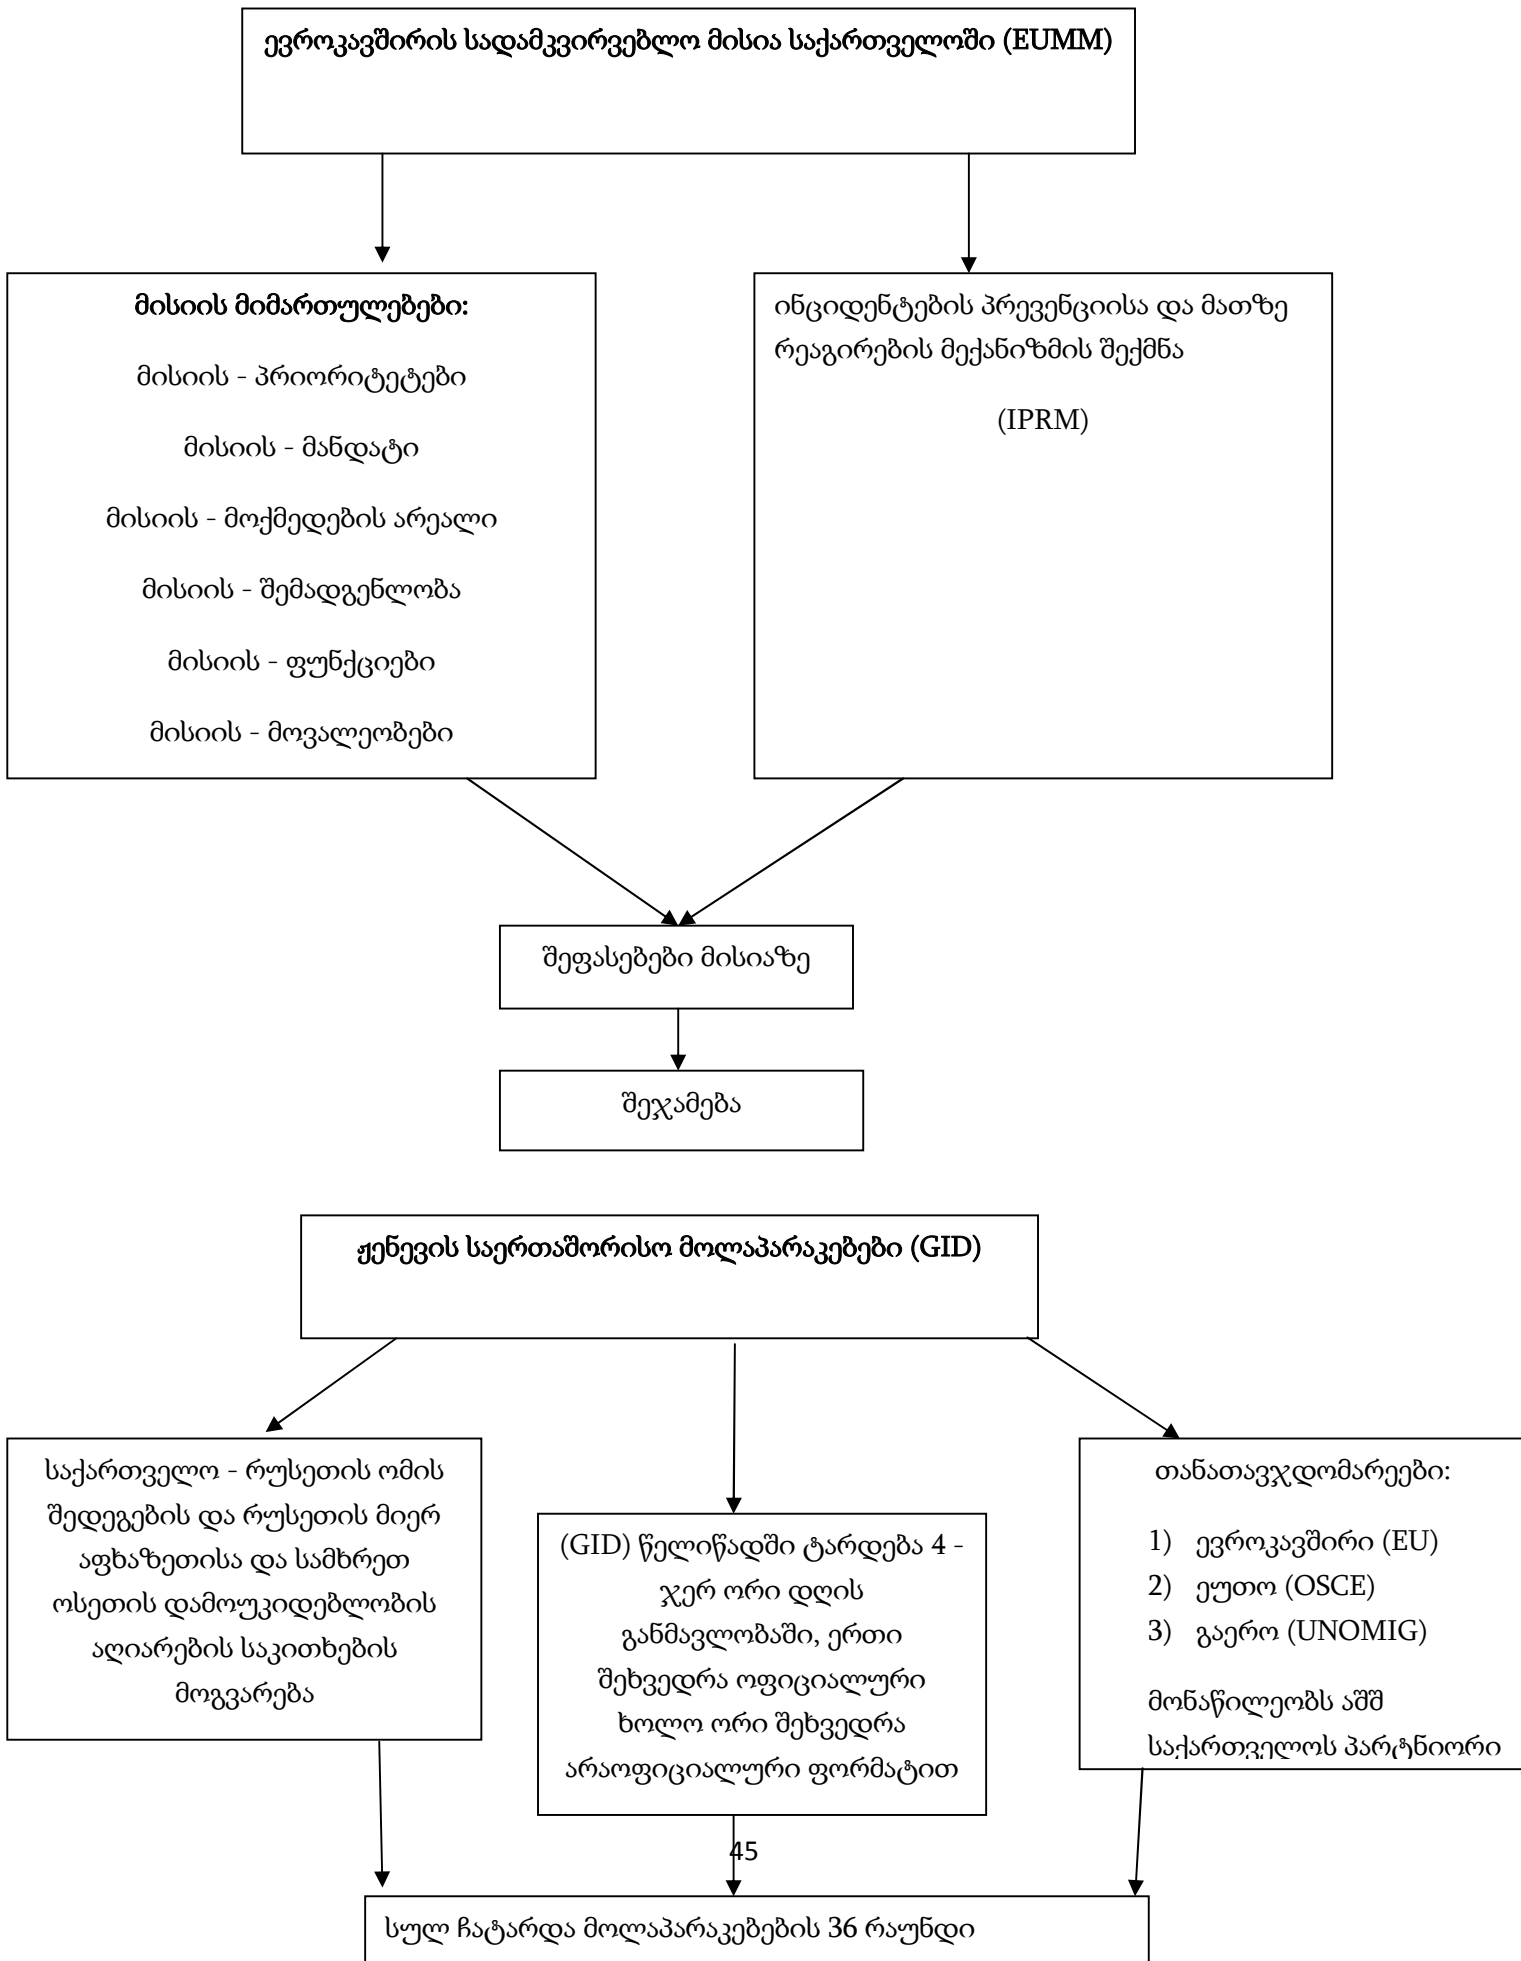 ევროკავშირის სადამკვირვებლო მისია საქართველოში (EUMM)
მისიის მიმართულებები:
მისიის - პრიორიტეტები
მისიის - მანდატი
მისიის - მოქმედების არეალი
მისიის - შემადგენლობა
მისიის - ფუნქციები
მისიის - მოვალეობები
ინციდენტების პრევენციისა და მათზე
რეაგირების მექანიზმის შექმნა
(IPRM)
შეფასებები მისიაზე
შეჯამება
ჟენევის საერთაშორისო მოლაპარაკებები (GID)
საქართველო - რუსეთის ომის
შედეგების და რუსეთის მიერ
აფხაზეთისა და სამხრეთ
ოსეთის დამოუკიდებლობის
აღიარების საკითხების
მოგვარება
(GID) წელიწადში ტარდება 4 -
ჯერ ორი დღის
განმავლობაში, ერთი
შეხვედრა ოფიციალური
ხოლო ორი შეხვედრა
არაოფიციალური ფორმატით
თანათავჯდომარეები:
1) ევროკავშირი (EU)
2) ეუთო (OSCE)
3) გაერო (UNOMIG)
მონაწილეობს აშშ
საქართველოს პარტნიორი
45
სულ ჩატარდა მოლაპარაკებების 36 რაუნდი